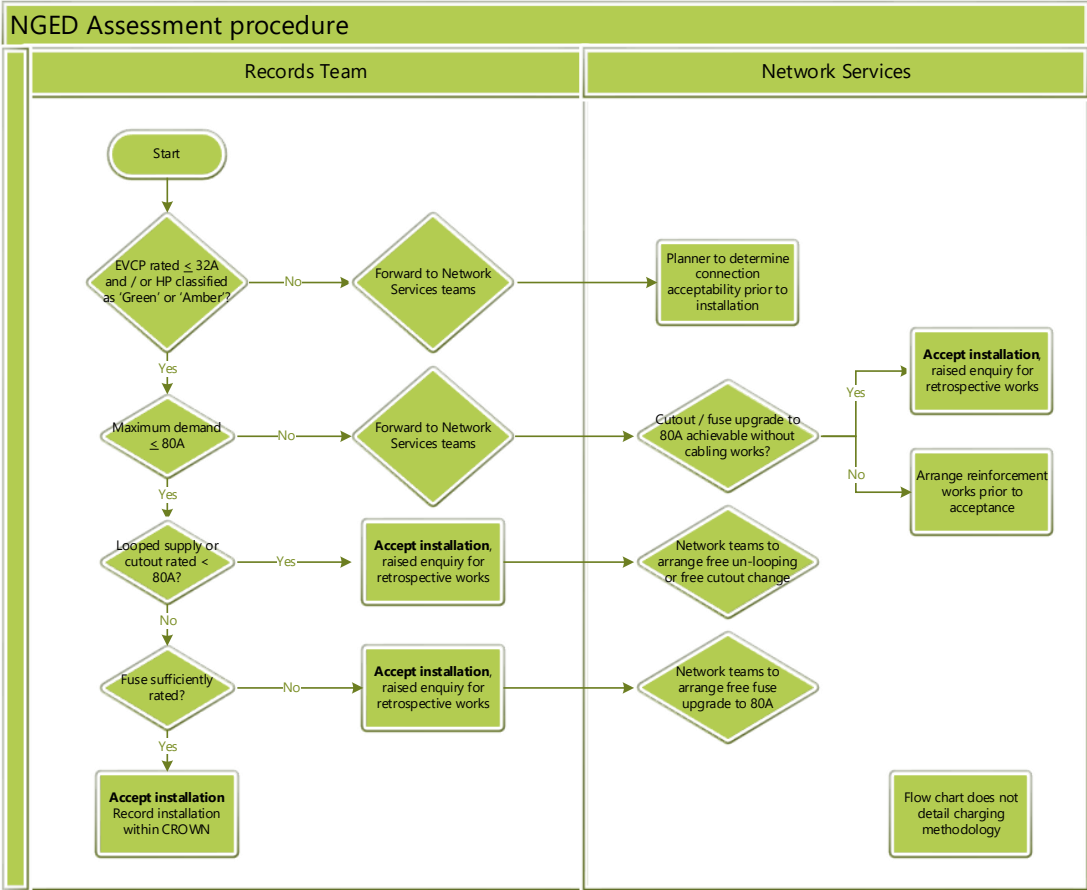 NGED Assessment procedure
Records Team
Network Services
Start
EVCP rated ≤ 32A
and / or HP classified
as ‘Green’ or ‘Amber’?
No
Forward to Network
Services teams
Planner to determine
connection
acceptability prior to
installation
Yes
Maximum demand
≤ 80A
No
Forward to Network
Services teams
Cutout / fuse upgrade to
80A achievable without
cabling works?
Yes
Accept installation,
raised enquiry for
retrospective works
No
Arrange reinforcement
works prior to
acceptance
Yes
Looped supply or
cutout rated <
80A?
Yes
Accept installation,
raised enquiry for
retrospective works
Network teams to
arrange free un-looping
or free cutout change
No
Fuse sufficiently
rated?
No
Accept installation,
raised enquiry for
retrospective works
Network teams to
arrange free fuse
upgrade to 80A
Yes
Accept installation
Record installation
within CROWN
Flow chart does not
detail charging
methodology